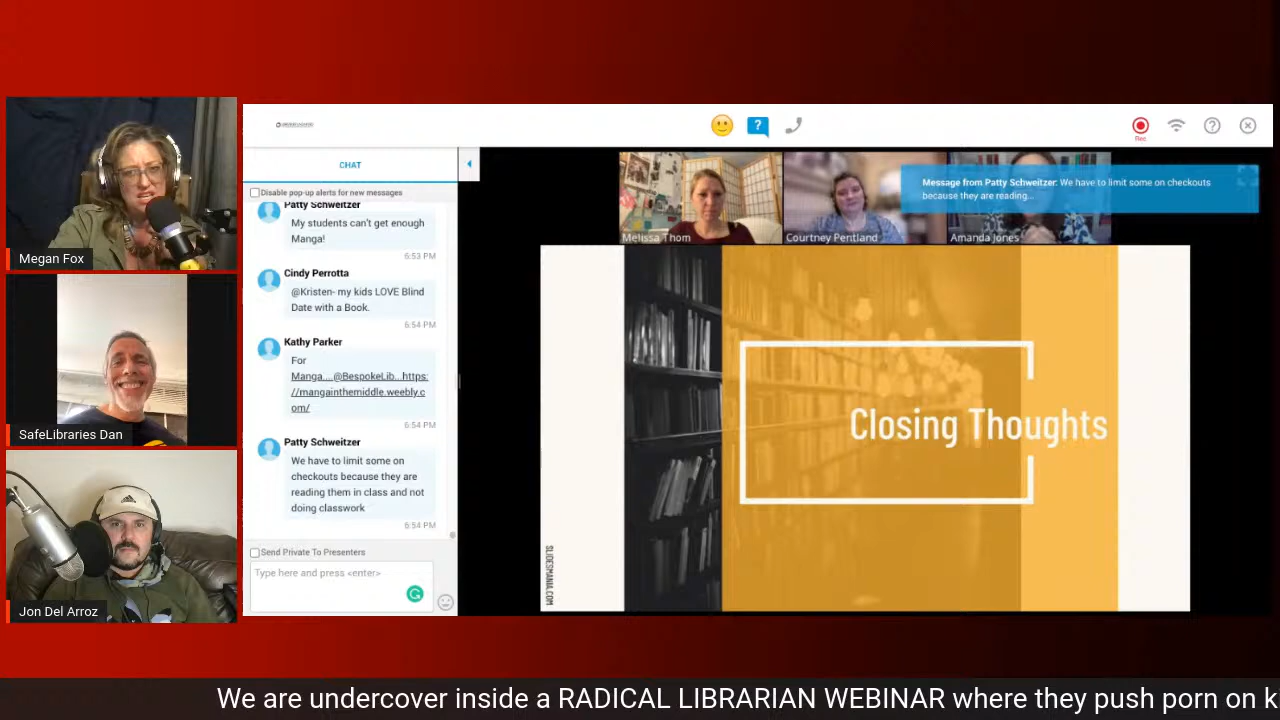 Megan Fox
SafeLibraries Dan
Jon Del Arroz
CHAT
Disable pop-up alerts for new messages
Patty Schweitzer
My students can't get enough
Manga!
6:53 PM
Cindy Perrotta
@Kristen- my kids LOVE Blind
Date with a Book.
6:54 PM
Kathy Parker
For
Manga....@BespokeLib...https:
//mangainthemiddle.weebly.c
om/
6:54 PM
Patty Schweitzer
We have to limit some on
checkouts because they are
reading them in class and not
doing classwork
6:54 PM
Send Private To Presenters
Type here and press <enter>
?
Rec
Melissa Thom
Courtney Pentland
Amanda Jones
Message from Patty Schweitzer: We have to limit some on checkouts
because they are reading...
Closing Thoughts
SLIDESMANIA.COM
We are undercover inside a RADICAL LIBRARIAN WEBINAR where they push porn on k